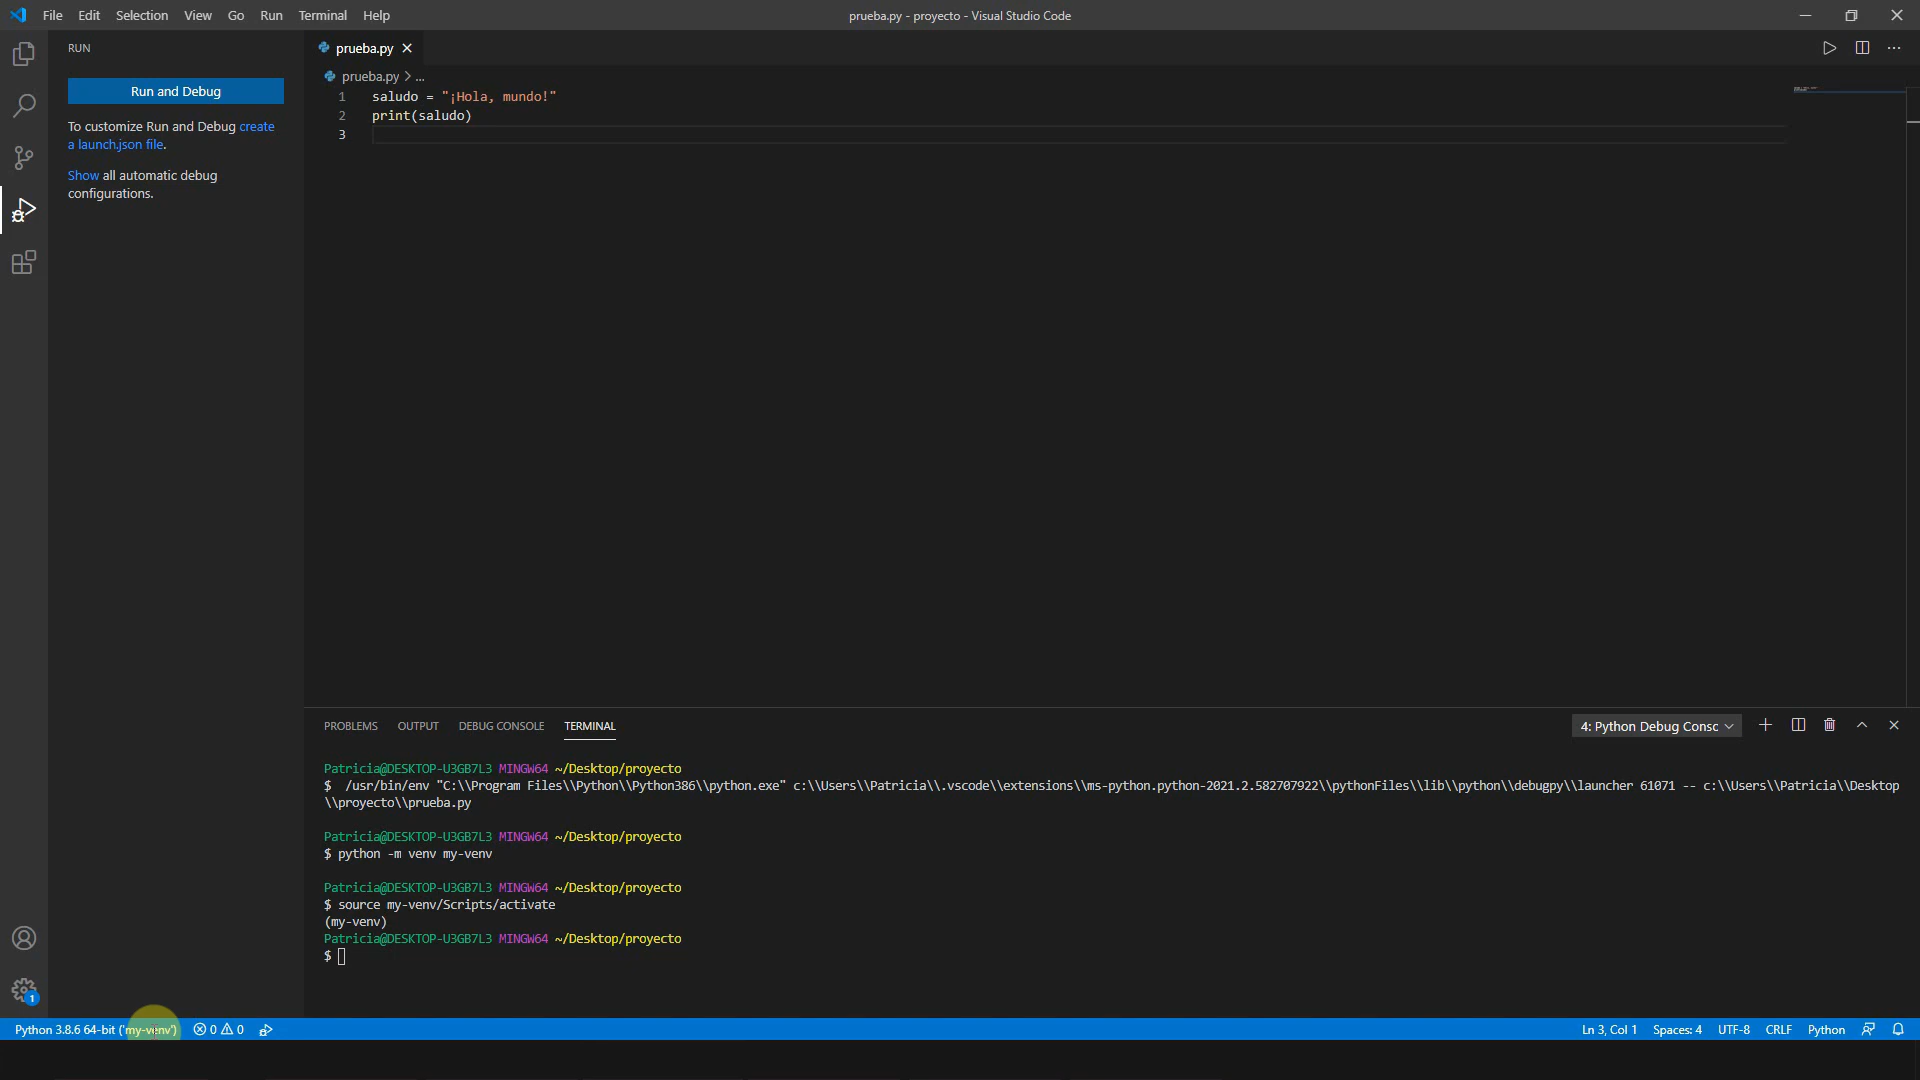 File Edit Selection View Go Run Terminal Help
prueba.py - proyecto - Visual Studio Code
RUN
Run and Debug
To customize Run and Debug create
a launch.json file.
Show all automatic debug
configurations.
prueba.py
prueba.py > ...
1 saludo = "¡Hola, mundo!"
2 print(saludo)
3
PROBLEMS OUTPUT DEBUG CONSOLE TERMINAL
4: Python Debug Consc
Patricia@DESKTOP-U3GB7L3 MINGW64 ~/Desktop/proyecto
$ /usr/bin/env "C:\\Program Files\\Python\\Python386\\python.exe" c:\\Users\\Patricia\\.vscode\\extensions\\ms-python.python-2021.2.582707922\\pythonFiles\\lib\\python\\debugpy\\launcher 61071 -- c:\\Users\\Patricia\\Desktop
\\proyecto\\prueba.py
Patricia@DESKTOP-U3GB7L3 MINGW64 ~/Desktop/proyecto
$ python -m venv my-venv
Patricia@DESKTOP-U3GB7L3 MINGW64 ~/Desktop/proyecto
$ source my-venv/Scripts/activate
(my-venv)
Patricia@DESKTOP-U3GB7L3 MINGW64 ~/Desktop/proyecto
$
1
Python 3.8.6 64-bit ('my-venv') 0 0
Ln 3, Col 1 Spaces: 4 UTF-8 CRLF Python